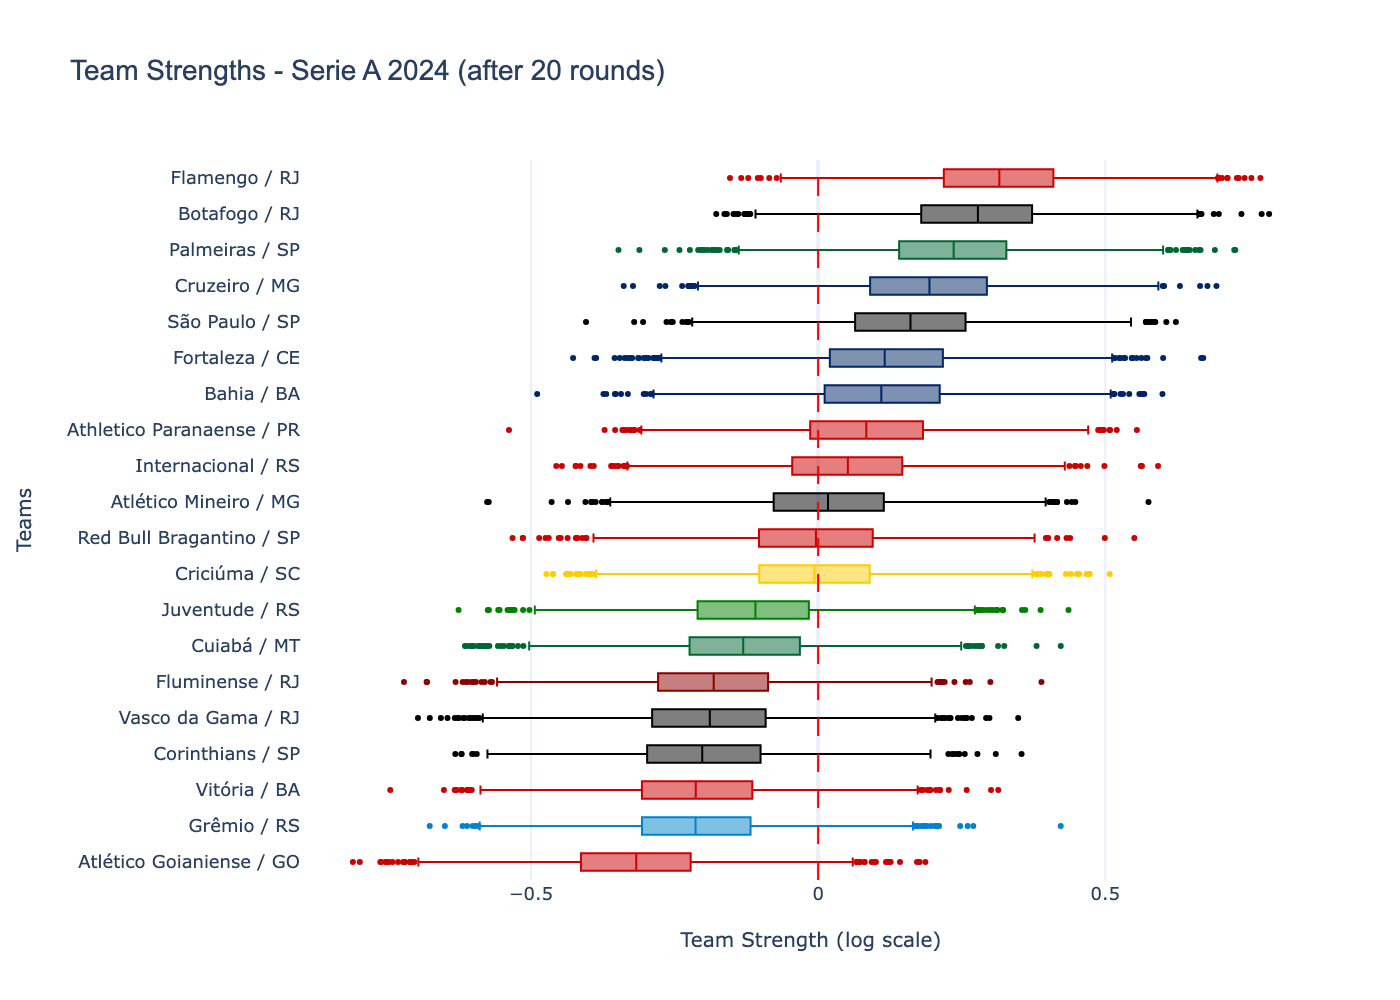 Team Strengths - Serie A 2024 (after 20 rounds)
Flamengo / RJ
Botafogo / RJ
Palmeiras / SP
Cruzeiro / MG
São Paulo / SP
Fortaleza / CE
Bahia / BA
Athletico Paranaense / PR
Internacional / RS
Atlético Mineiro / MG
Red Bull Bragantino / SP
Criciúma / SC
Juventude / RS
Cuiabá / MT
Fluminense / RJ
Vasco da Gama / RJ
Corinthians / SP
Vitória / BA
Grêmio / RS
Atlético Goianiense / GO
Teams
−0.5 0 0.5
Team Strength (log scale)